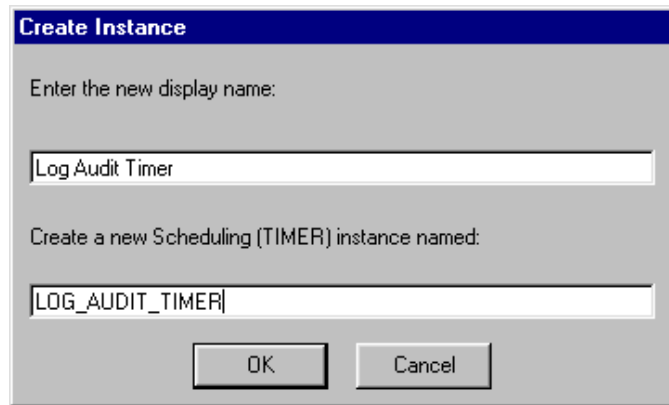 Create Instance
Enter the new display name:
Log Audit Timer
Create a new Scheduling (TIMER) instance named:
LOG_AUDIT_TIMER
OK Cancel